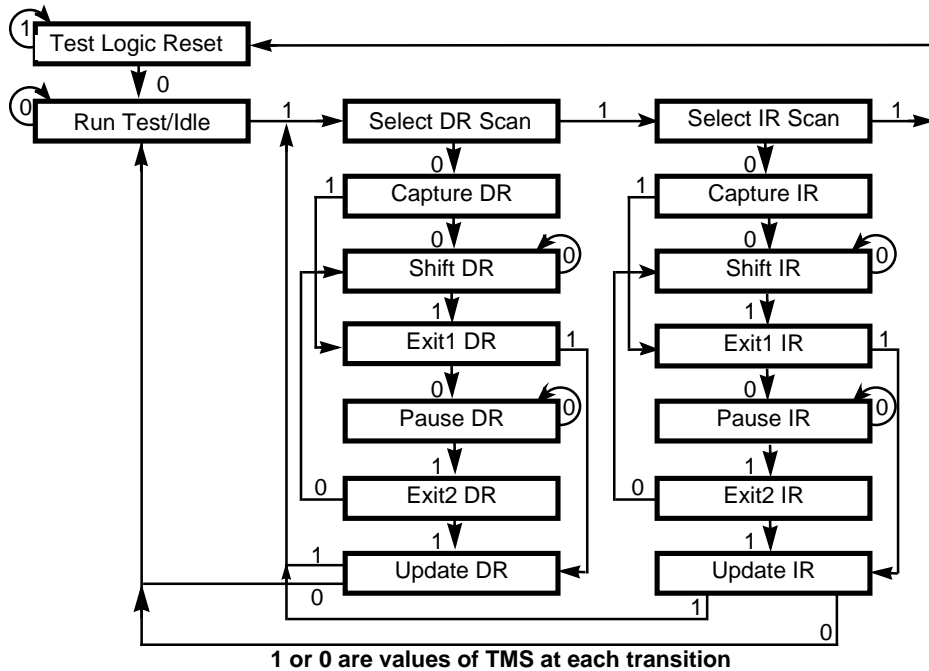 1
Test Logic Reset
0
0
Run Test/Idle
1
Select DR Scan
1
Select IR Scan
1
0
0
1
Capture DR
1
Capture IR
0
0
Shift DR
0
Shift IR
0
1
1
Exit1 DR
1
Exit1 IR
1
0
0
Pause DR
0
Pause IR
0
1
1
0
Exit2 DR
0
Exit2 IR
1
1
1
Update DR
Update IR
0
1
0
1 or 0 are values of TMS at each transition